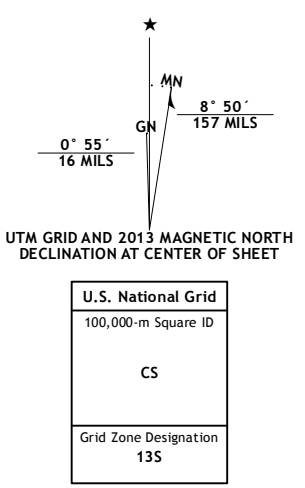 ★
MN
GN
8° 50´
157 MILS
0° 55´
16 MILS
UTM GRID AND 2013 MAGNETIC NORTH
DECLINATION AT CENTER OF SHEET
U.S. National Grid
100,000-m Square ID
CS
Grid Zone Designation
13S